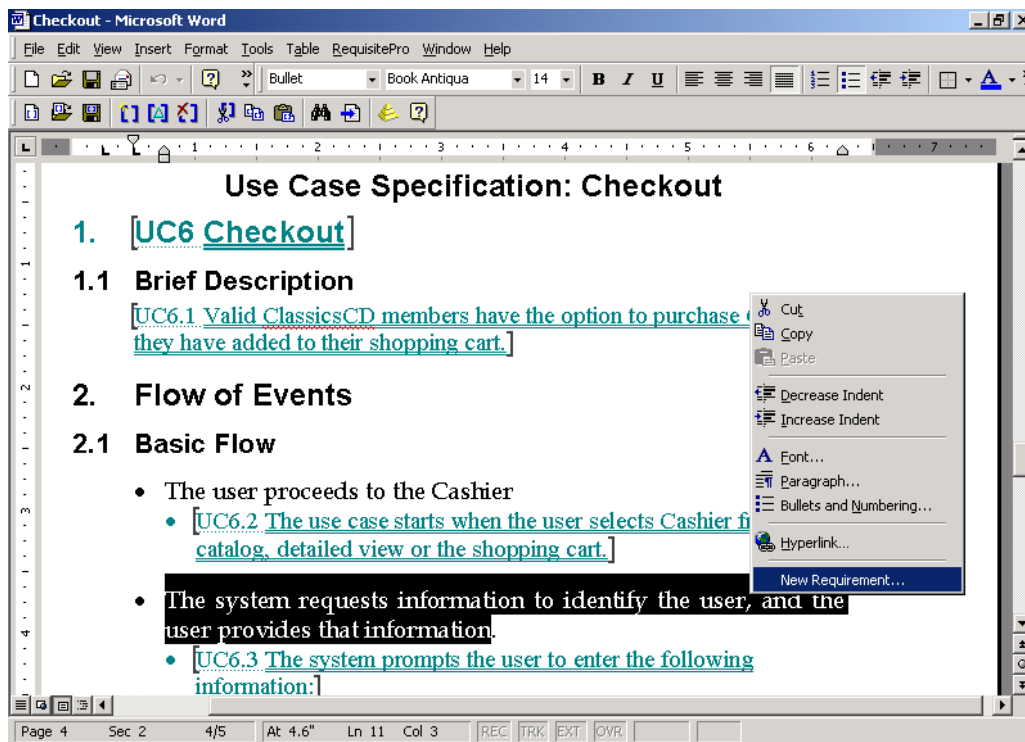 Checkout - Microsoft Word
File Edit View Insert Format Tools Table RequisitePro Window Help
Bullet Book Antiqua 14 B I U A
1 2 3 4 5 6 7
Use Case Specification: Checkout
1. [UC6 Checkout]
1.1 Brief Description
[UC6.1 Valid ClassicsCD members have the option to purchase
they have added to their shopping cart.]
2. Flow of Events
2.1 Basic Flow
• The user proceeds to the Cashier
• [UC6.2 The use case starts when the user selects Cashier
catalog, detailed view or the shopping cart.]
• The system requests information to identify the user, and the
user provides that information.
• [UC6.3 The system prompts the user to enter the following
information:]
Cut
Copy
Paste
Decrease Indent
Increase Indent
Font...
Paragraph...
Bullets and Numbering...
Hyperlink...
New Requirement...
Page 4 Sec 2 4/5 At 4.6" Ln 11 Col 3 REC TRK EXT OVR